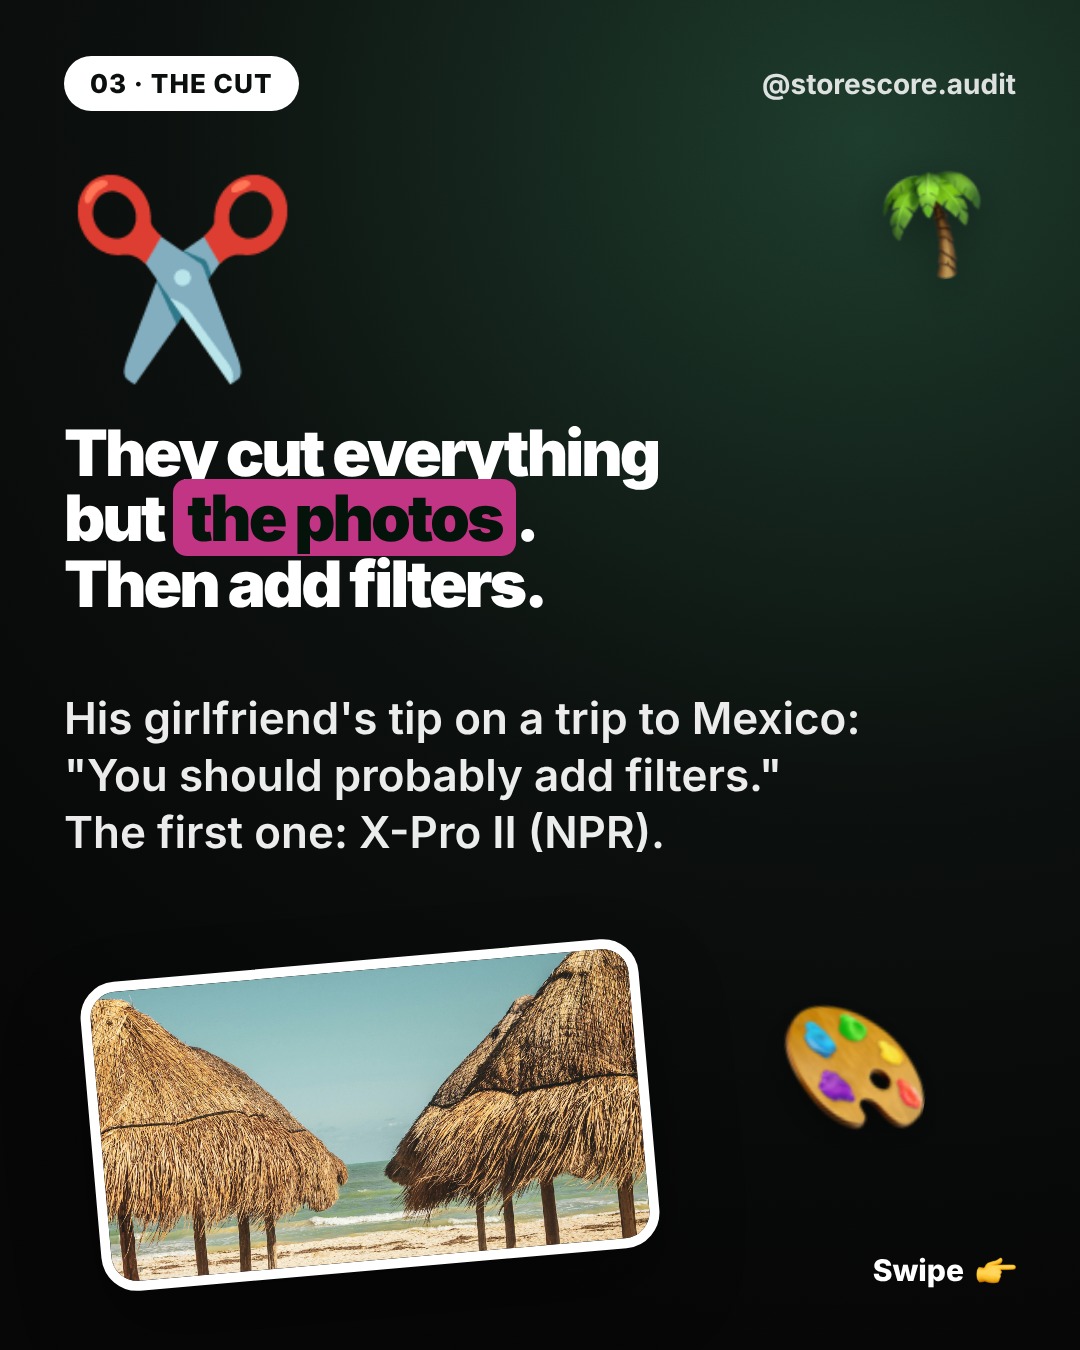 03 · THE CUT
@storescore.audit
They cut everything
but the photos.
Then add filters.
His girlfriend's tip on a trip to Mexico:
"You should probably add filters."
The first one: X-Pro II (NPR).
Swipe 👉